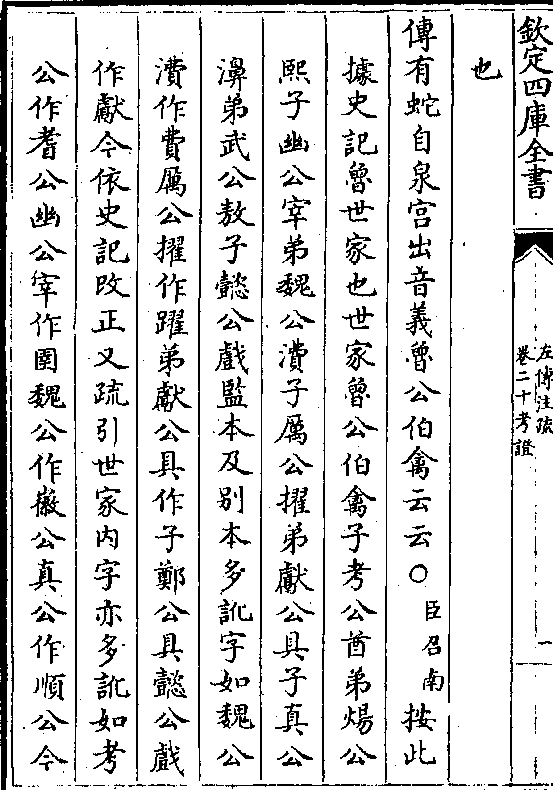 欽定四庫全書
左傳注疏
卷二十考證
一
也
傳有蛇自泉宫出音義魯公伯禽云云○臣召南按此
據史記魯世家也世家魯公伯禽子考公酋弟煬公
熙子幽公宰弟魏公㵒子厲公擢弟獻公具子真公
濞弟武公敖子懿公戲監本及别本多訛字如魏公
㵒作費厲公擢作躍弟獻公具作子鄭公具懿公戲
作獻今依史記改正又疏引世家内字亦多訛如考
公作耆公幽公宰作圉魏公作徽公真公作順公今